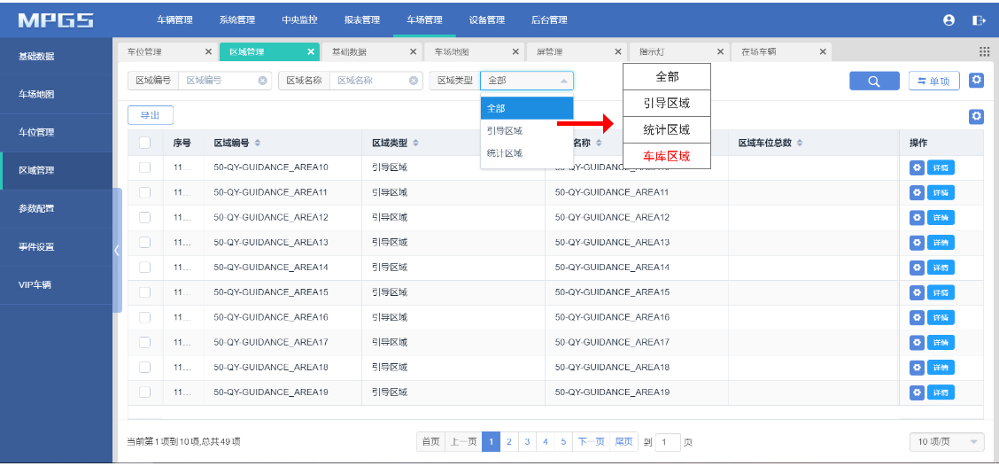 MPGS 车辆管理 系统管理 中央监控 报表管理 车场管理 设备管理 后台管理
基础数据
车场地图
车位管理
区域管理
参数配置
事件设置
VIP车辆
车位管理 区域管理 基础数据 车场地图 屏管理 指示灯 在场车辆
区域编号 区域编号 区域名称 区域名称 区域类型 全部 单项
全部
引导区域
统计区域
全部
引导区域
统计区域
车库区域
导出
序号 区域编号 区域类型 名称 区域车位总数 操作
11... 50-QY-GUIDANCE_AREA10 引导区域 50-QY-GUIDANCE_AREA10 详情
11... 50-QY-GUIDANCE_AREA11 引导区域 50-QY-GUIDANCE_AREA11 详情
11... 50-QY-GUIDANCE_AREA12 引导区域 50-QY-GUIDANCE_AREA12 详情
11... 50-QY-GUIDANCE_AREA13 引导区域 50-QY-GUIDANCE_AREA13 详情
11... 50-QY-GUIDANCE_AREA14 引导区域 50-QY-GUIDANCE_AREA14 详情
11... 50-QY-GUIDANCE_AREA15 引导区域 50-QY-GUIDANCE_AREA15 详情
11... 50-QY-GUIDANCE_AREA16 引导区域 50-QY-GUIDANCE_AREA16 详情
11... 50-QY-GUIDANCE_AREA17 引导区域 50-QY-GUIDANCE_AREA17 详情
11... 50-QY-GUIDANCE_AREA18 引导区域 50-QY-GUIDANCE_AREA18 详情
11... 50-QY-GUIDANCE_AREA19 引导区域 50-QY-GUIDANCE_AREA19 详情
当前第1项到10项,总共49项 首页 上一页 1 2 3 4 5 下一页 尾页 到 1 页 10 项/页